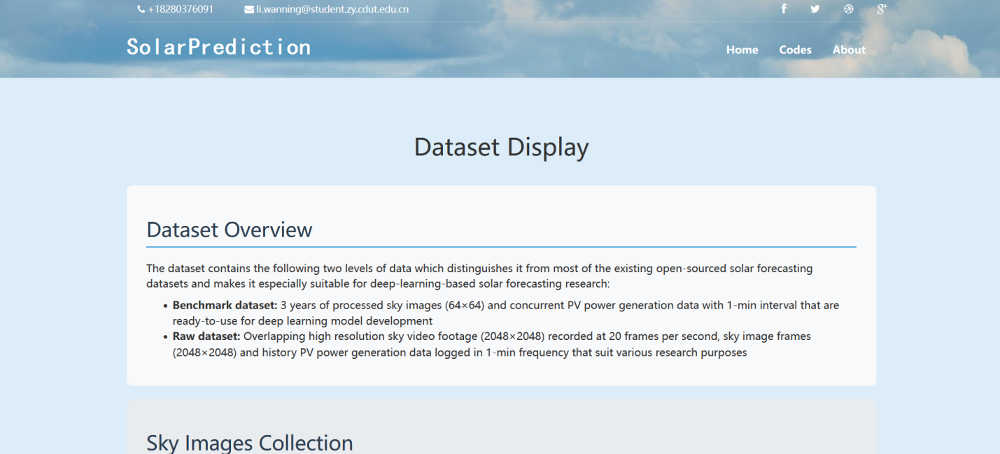 +18280376091 li.wanning@student.zy.cdut.edu.cn
SolarPrediction
Home Codes About
Dataset Display
Dataset Overview
The dataset contains the following two levels of data which distinguishes it from most of the existing open-sourced solar forecasting
datasets and makes it especially suitable for deep-learning-based solar forecasting research:
• Benchmark dataset: 3 years of processed sky images (64×64) and concurrent PV power generation data with 1-min interval that are
ready-to-use for deep learning model development
• Raw dataset: Overlapping high resolution sky video footage (2048×2048) recorded at 20 frames per second, sky image frames
(2048×2048) and history PV power generation data logged in 1-min frequency that suit various research purposes
Sky Images Collection